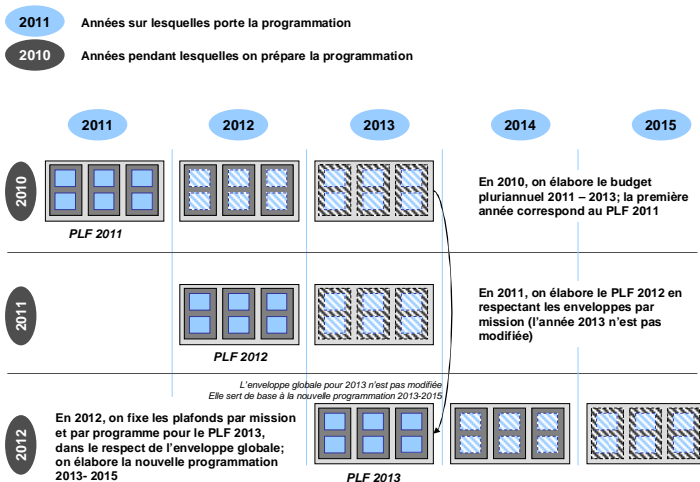 2011
Années sur lesquelles porte la programmation
2010
Années pendant lesquelles on prépare la programmation
2011
2012
2013
2014
2015
2010
PLF 2011
En 2010, on élabore le budget
pluriannuel 2011 – 2013; la première
année correspond au PLF 2011
2011
PLF 2012
En 2011, on élabore le PLF 2012 en
respectant les enveloppes par
mission (l'année 2013 n'est pas
modifiée)
L'enveloppe globale pour 2013 n'est pas modifiée
Elle sert de base à la nouvelle programmation 2013-2015
2012
En 2012, on fixe les plafonds par mission
et par programme pour le PLF 2013,
dans le respect de l'enveloppe globale;
on élabore la nouvelle programmation
2013- 2015
PLF 2013